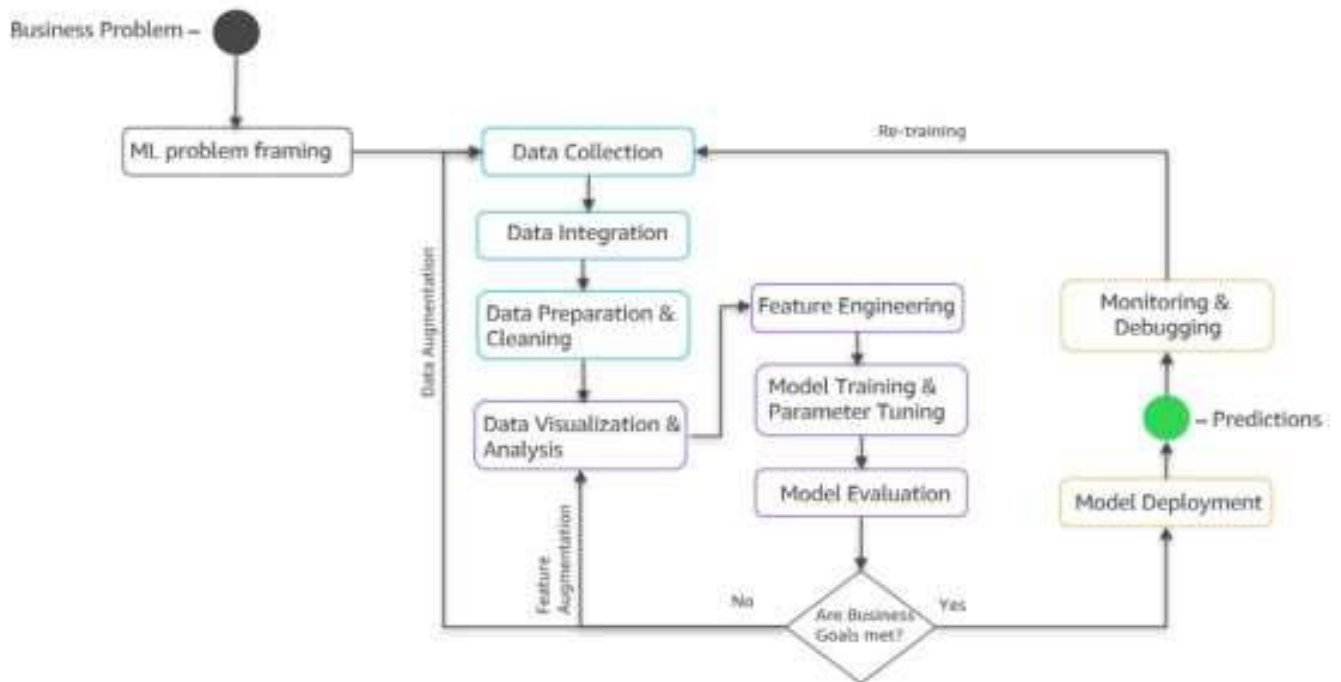 Business Problem –
ML problem framing
Data Collection
Re-training
Data Integration
Data Augmentation
Data Preparation &
Cleaning
Feature Engineering
Monitoring &
Debugging
Model Training &
Parameter Tuning
Data Visualization &
Analysis
– Predictions
Model Evaluation
Model Deployment
Feature
Augmentation
No
Yes
Are Business
Goals met?